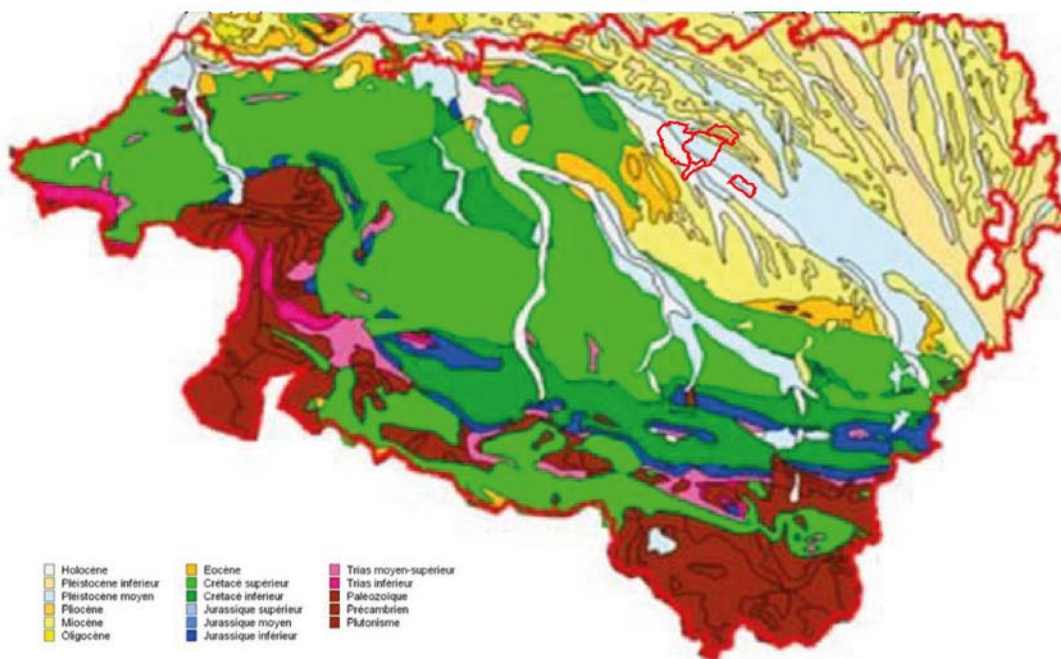 Holocène
Pléistocène inférieur
Pléistocène moyen
Pliocène
Miocène
Oligocène
Eocène
Crétacé supérieur
Crétacé inferieur
Jurassique supérieur
Jurassique moyen
Jurassique inférieur
Trias moyen-supérieur
Trias inférieur
Paléozoïque
Précambrien
Plutonisme